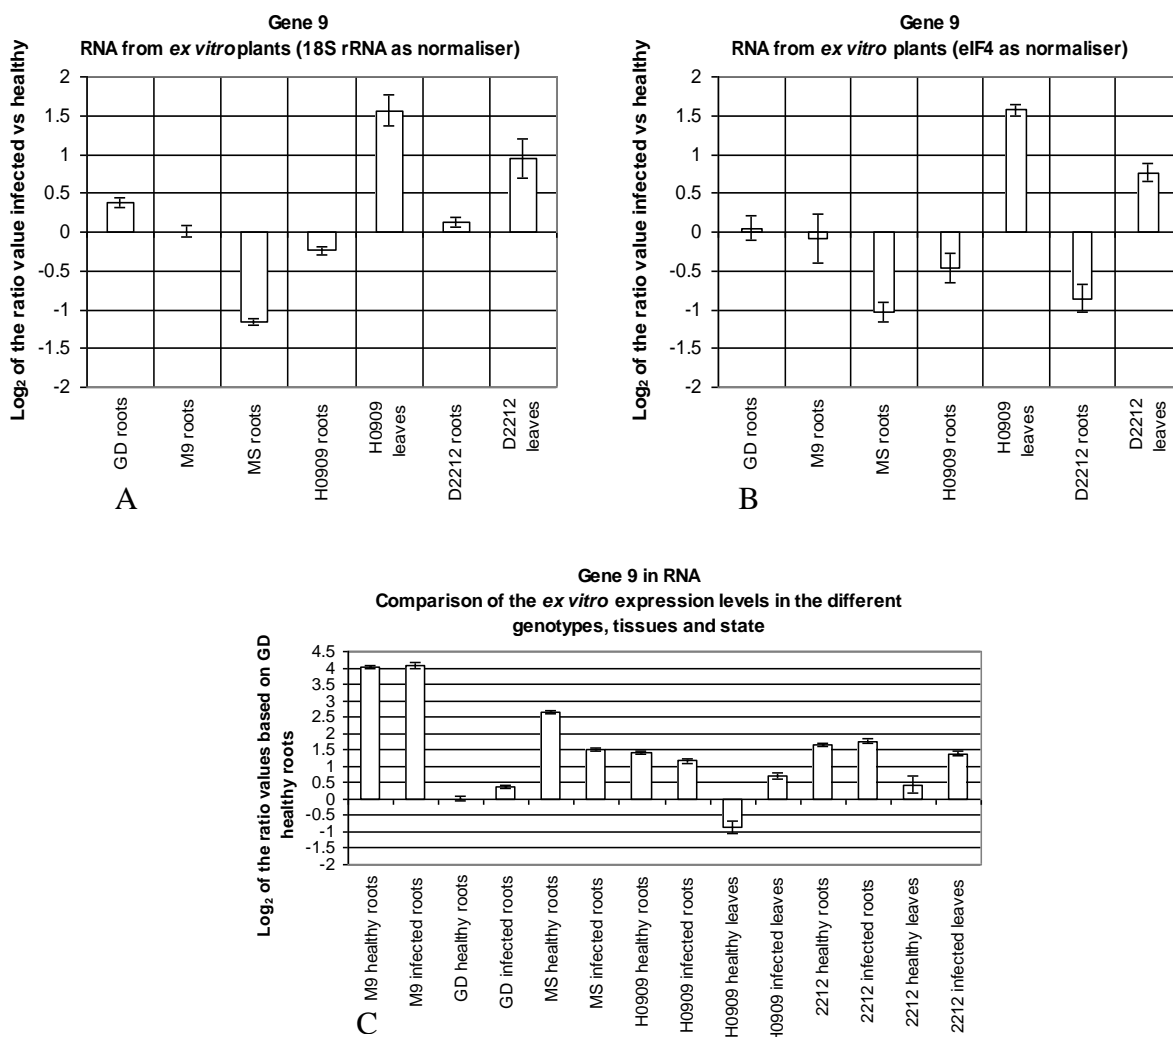 Gene 9
RNA from ex vitro plants (18S rRNA as normaliser)
Log2 of the ratio value infected vs healthy
2
1.5
1
0.5
0
-0.5
-1
-1.5
-2
GD roots
M9 roots
MS roots
H0909 roots
H0909
leaves
D2212 roots
D2212
leaves
A
Gene 9
RNA from ex vitro plants (eIF4 as normaliser)
Log2 of the ratio value infected vs healthy
2
1.5
1
0.5
0
-0.5
-1
-1.5
-2
GD roots
M9 roots
MS roots
H0909 roots
H0909
leaves
D2212 roots
D2212
leaves
B
Gene 9 in RNA
Comparison of the ex vitro expression levels in the different
genotypes, tissues and state
Log2 of the ratio values based on GD
healthy roots
4.5
4
3.5
3
2.5
2
1.5
1
0.5
0
-0.5
-1
-1.5
-2
M9 healthy roots
M9 infected roots
GD healthy roots
GD infected roots
MS healthy roots
MS infected roots
H0909 healthy roots
H0909 infected roots
H0909 healthy leaves
H0909 infected leaves
2212 healthy roots
2212 infected roots
2212 healthy leaves
2212 infected leaves
C